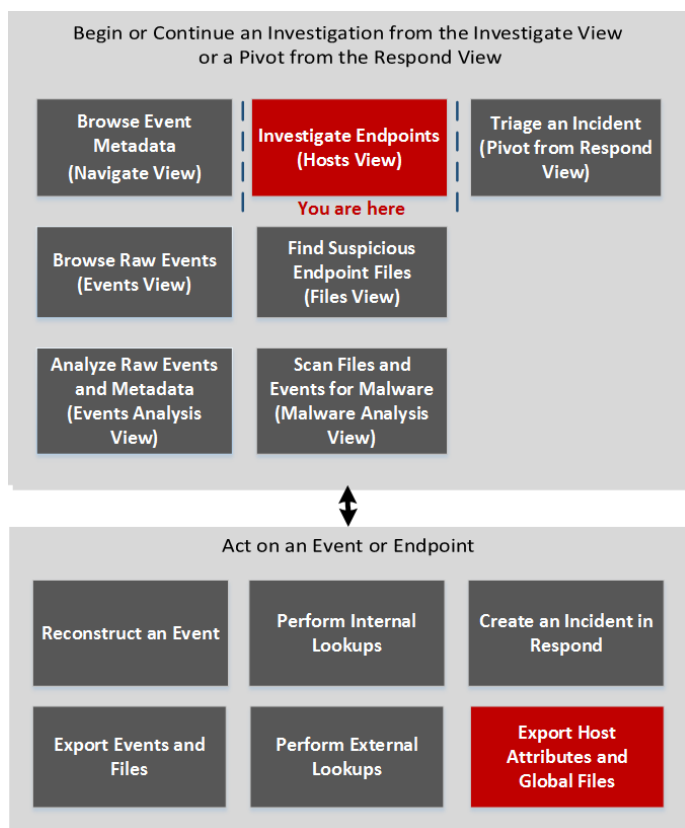 Begin or Continue an Investigation from the Investigate View
or a Pivot from the Respond View
Browse Event
Metadata
(Navigate View)
Investigate Endpoints
(Hosts View)
Triage an Incident
(Pivot from Respond
View)
You are here
Browse Raw Events
(Events View)
Find Suspicious
Endpoint Files
(Files View)
Analyze Raw Events
and Metadata
(Events Analysis
View)
Scan Files and
Events for Malware
(Malware Analysis
View)
Act on an Event or Endpoint
Reconstruct an Event
Perform Internal
Lookups
Create an Incident in
Respond
Export Events and
Files
Perform External
Lookups
Export Host
Attributes and
Global Files